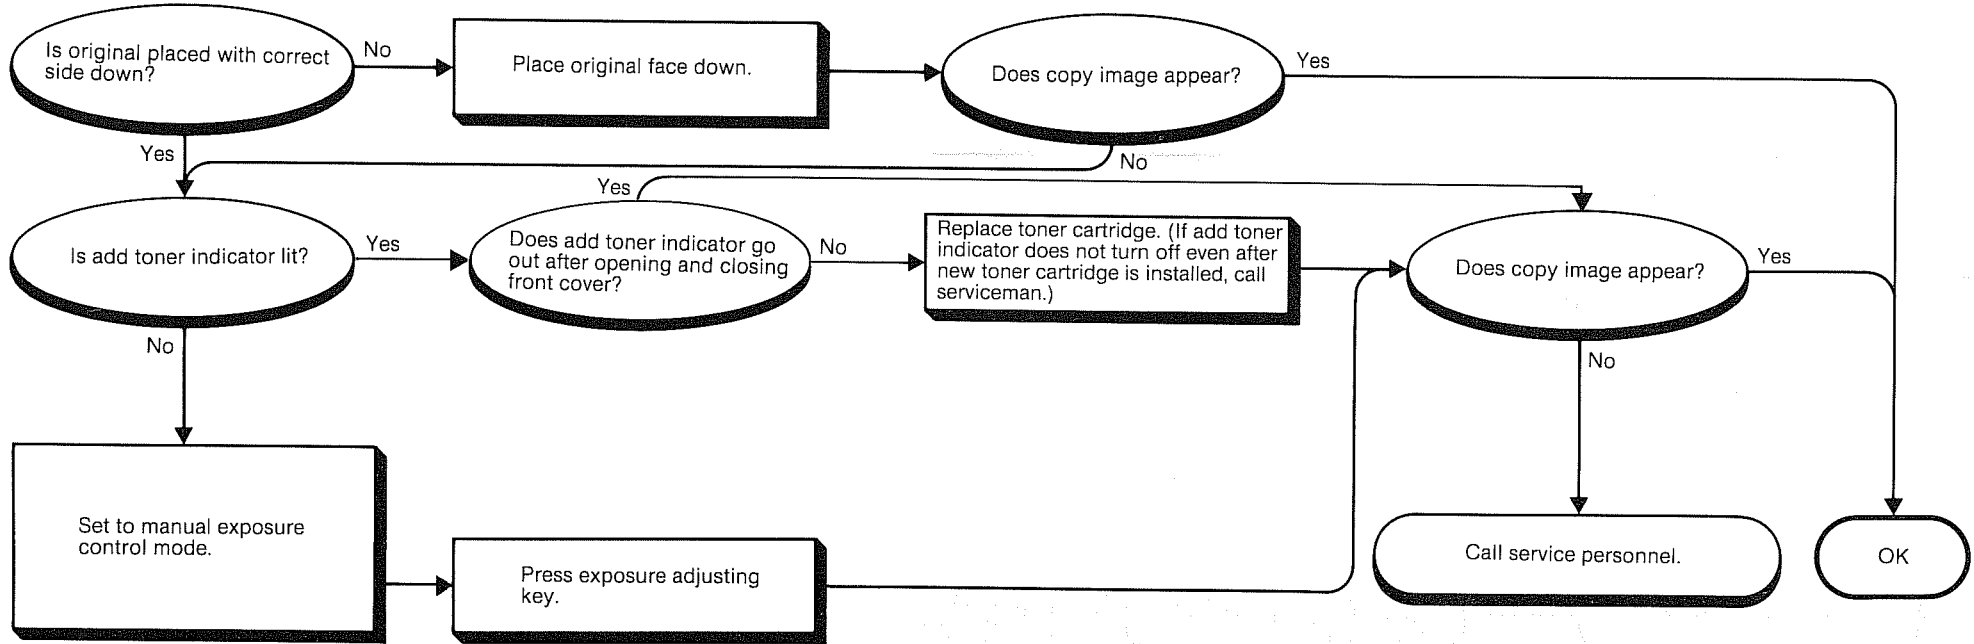 Is original placed with correct
side down?
No
Place original face down.
Does copy image appear?
Yes
Yes
No
Is add toner indicator lit?
Yes
Yes
Does add toner indicator go
out after opening and closing
front cover?
No
Replace toner cartridge. (If add toner
indicator does not turn off even after
new toner cartridge is installed, call
serviceman.)
Does copy image appear?
Yes
No
No
Set to manual exposure
control mode.
Press exposure adjusting
key.
Call service personnel.
OK